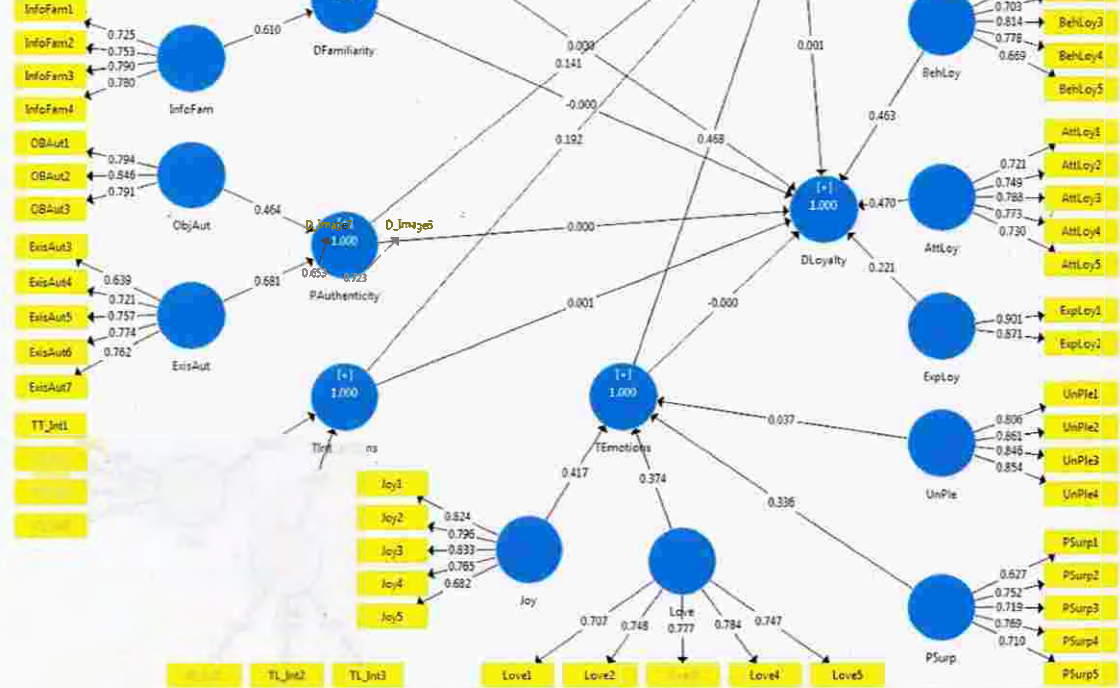 InfoFam1
InfoFam2
InfoFam3
InfoFam4
0.725
0.753
0.790
0.780
InfoFam
0.610
DFamiliarity
OBAut1
OBAut2
OBAut3
0.794
0.846
0.791
ObjAut
0.464
ExisAut3
ExisAut4
ExisAut5
ExisAut6
ExisAut7
0.639
0.721
0.757
0.774
0.762
ExisAut
0.681
[+]
1.000
D_Image5
0.653
0.923
PAuthenticity
0.000
0.141
-0.000
0.192
0.468
0.001
0.000
0.001
-0.000
[+]
1.000
DLoyalty
[+]
1.000
TT_Int1
[+]
1.000
TEmotions
Joy1
Joy2
Joy3
Joy4
Joy5
0.824
0.796
0.833
0.765
0.682
Joy
0.417
0.374
Love
0.707
0.748
0.777
0.784
0.747
TL_Int2
TL_Int3
Love1
Love2
Love4
Love5
0.703
0.814
0.778
0.669
BehLoy3
BehLoy4
BehLoy5
BehLoy
0.463
AttLoy1
AttLoy2
AttLoy3
AttLoy4
AttLoy5
0.721
0.749
0.788
0.773
0.730
AttLoy
0.470
0.221
ExpLoy1
ExpLoy2
0.901
0.871
ExpLoy
UnPle1
UnPle2
UnPle3
UnPle4
0.806
0.861
0.846
0.854
UnPle
0.037
0.336
PSurp1
PSurp2
PSurp3
PSurp4
PSurp5
0.627
0.752
0.719
0.769
0.710
PSurp